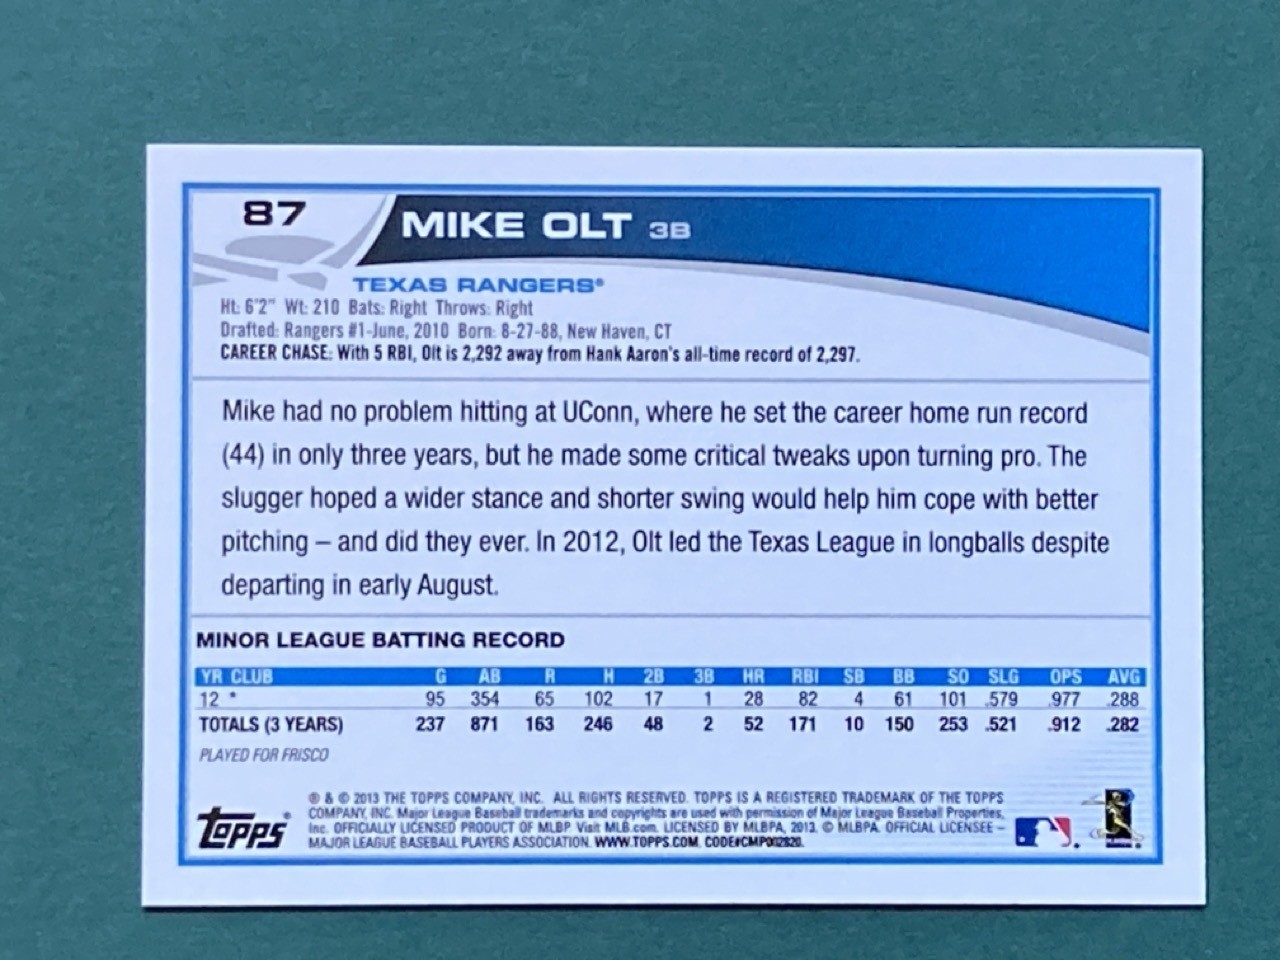 87
MIKE OLT 3B
TEXAS RANGERS®
Ht: 6'2" Wt: 210 Bats: Right Throws: Right
Drafted: Rangers #1-June, 2010 Born: 8-27-88, New Haven, CT
CAREER CHASE: With 5 RBI, Olt is 2,292 away from Hank Aaron's all-time record of 2,297.
Mike had no problem hitting at UConn, where he set the career home run record
(44) in only three years, but he made some critical tweaks upon turning pro. The
slugger hoped a wider stance and shorter swing would help him cope with better
pitching – and did they ever. In 2012, Olt led the Texas League in longballs despite
departing in early August.
MINOR LEAGUE BATTING RECORD
YR CLUB G AB R H 2B 3B HR RBI SB BB SO SLG OPS AVG
12 * 95 354 65 102 17 1 28 82 4 61 101 .579 .977 .288
TOTALS (3 YEARS) 237 871 163 246 48 2 52 171 10 150 253 .521 .912 .282
PLAYED FOR FRISCO
Topps®
® & © 2013 THE TOPPS COMPANY, INC. ALL RIGHTS RESERVED. TOPPS IS A REGISTERED TRADEMARK OF THE TOPPS
COMPANY, INC. Major League Baseball trademarks and copyrights are used with permission of Major League Baseball Properties,
Inc. OFFICIALLY LICENSED PRODUCT OF MLBP Visit MLB.com. LICENSED BY MLBPA, 2013. © MLBPA. OFFICIAL LICENSEE –
MAJOR LEAGUE BASEBALL PLAYERS ASSOCIATION. WWW.TOPPS.COM. CODE#CMP002820.